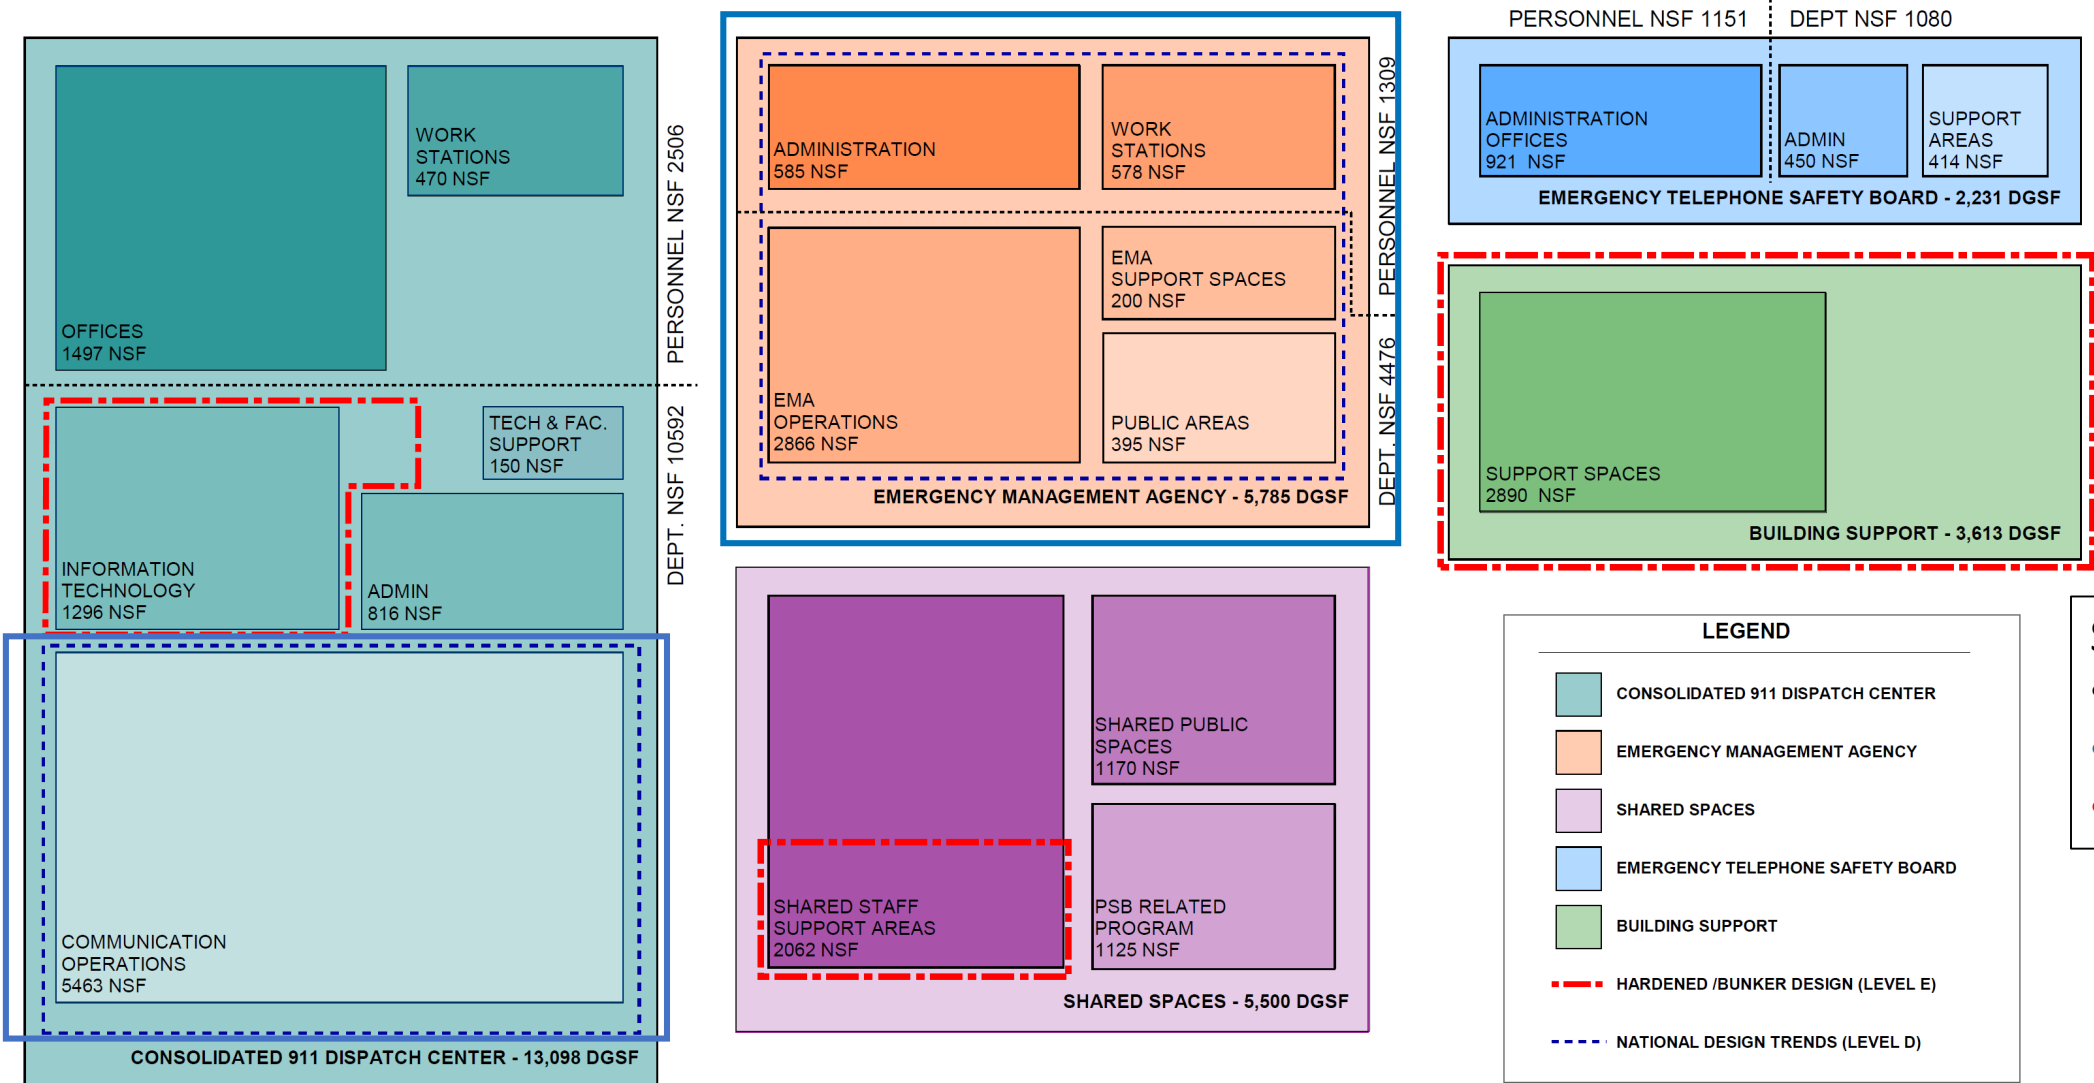 OFFICES
1497 NSF
WORK
STATIONS
470 NSF
PERSONNEL NSF 2506
INFORMATION
TECHNOLOGY
1296 NSF
TECH & FAC.
SUPPORT
150 NSF
ADMIN
816 NSF
DEPT. NSF 10592
COMMUNICATION
OPERATIONS
5463 NSF
CONSOLIDATED 911 DISPATCH CENTER - 13,098 DGSF
ADMINISTRATION
585 NSF
WORK
STATIONS
578 NSF
PERSONNEL NSF 1309
EMA
OPERATIONS
2866 NSF
EMA
SUPPORT SPACES
200 NSF
PUBLIC AREAS
395 NSF
DEPT. NSF 4476
EMERGENCY MANAGEMENT AGENCY - 5,785 DGSF
SHARED STAFF
SUPPORT AREAS
2062 NSF
SHARED PUBLIC
SPACES
1170 NSF
PSB RELATED
PROGRAM
1125 NSF
SHARED SPACES - 5,500 DGSF
PERSONNEL NSF 1151
DEPT NSF 1080
ADMINISTRATION
OFFICES
921 NSF
ADMIN
450 NSF
SUPPORT
AREAS
414 NSF
EMERGENCY TELEPHONE SAFETY BOARD - 2,231 DGSF
SUPPORT SPACES
2890 NSF
BUILDING SUPPORT - 3,613 DGSF
LEGEND
CONSOLIDATED 911 DISPATCH CENTER
EMERGENCY MANAGEMENT AGENCY
SHARED SPACES
EMERGENCY TELEPHONE SAFETY BOARD
BUILDING SUPPORT
HARDENED /BUNKER DESIGN (LEVEL E)
NATIONAL DESIGN TRENDS (LEVEL D)